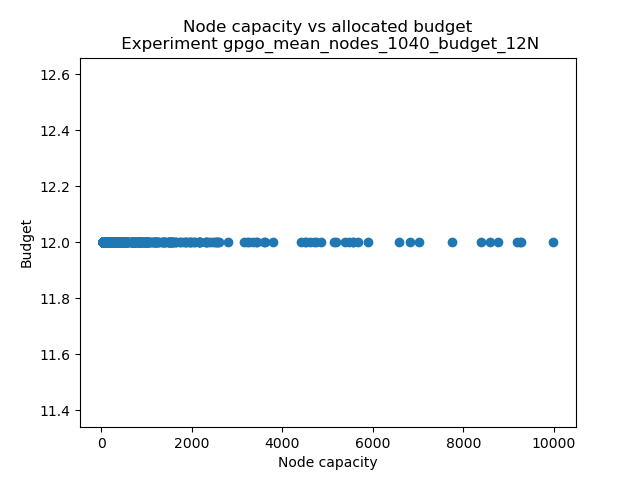 Node capacity vs allocated budget
Experiment gpgo_mean_nodes_1040_budget_12N
12.6
12.4
12.2
12.0
11.8
11.6
11.4
Budget
0 2000 4000 6000 8000 10000
Node capacity